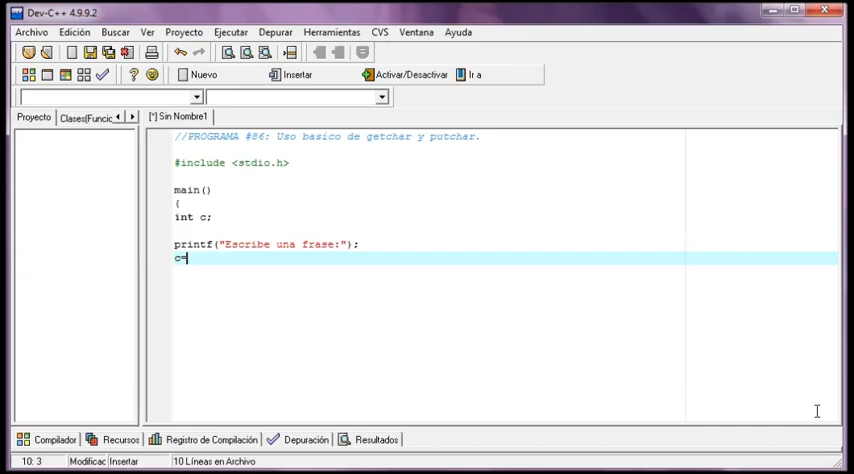 Dev-C++ 4.9.9.2
Archivo Edición Buscar Ver Proyecto Ejecutar Depurar Herramientas CVS Ventana Ayuda
Nuevo Insertar Activar/Desactivar Ir a
Proyecto Clases(Funcic [*] Sin Nombre1
//PROGRAMA #86: Uso basico de getchar y putchar.
#include <stdio.h>
main()
{
int c;
printf("Escribe una frase:");
c=
Compilador Recursos Registro de Compilación Depuración Resultados
10: 3 Modificac Insertar 10 Líneas en Archivo